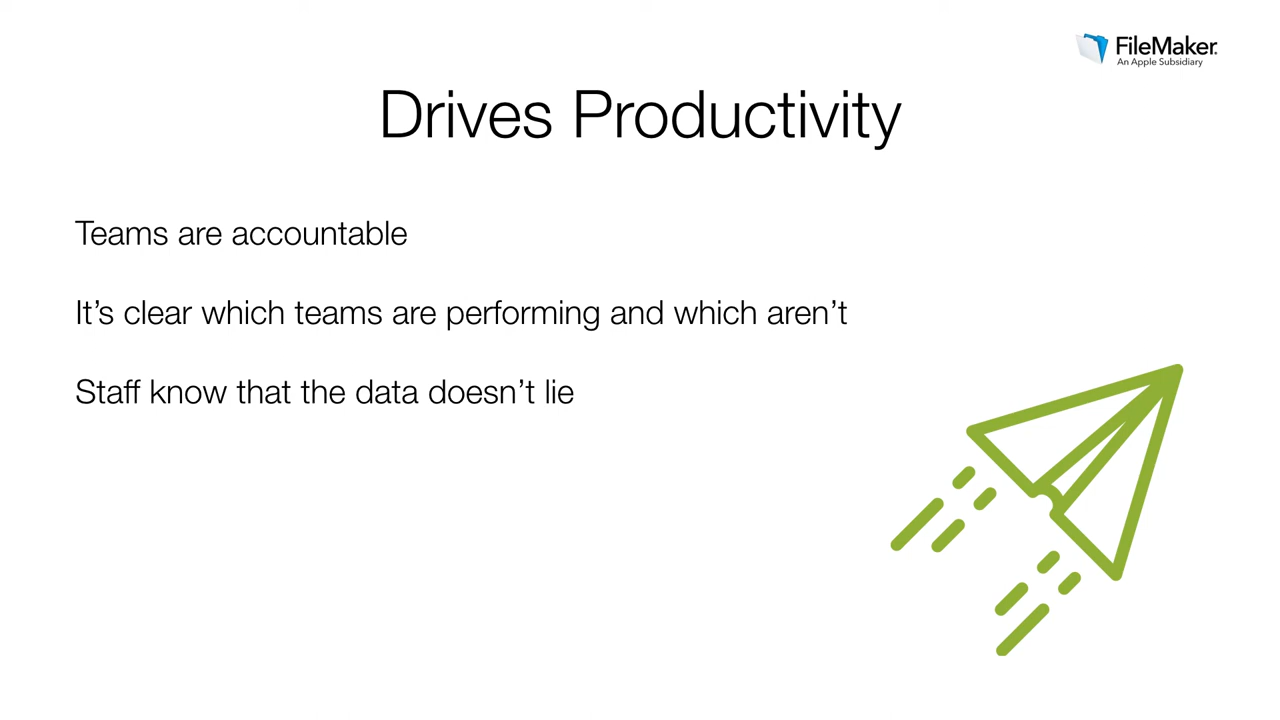 FileMaker
An Apple Subsidiary
Drives Productivity
Teams are accountable
It’s clear which teams are performing and which aren’t
Staff know that the data doesn’t lie